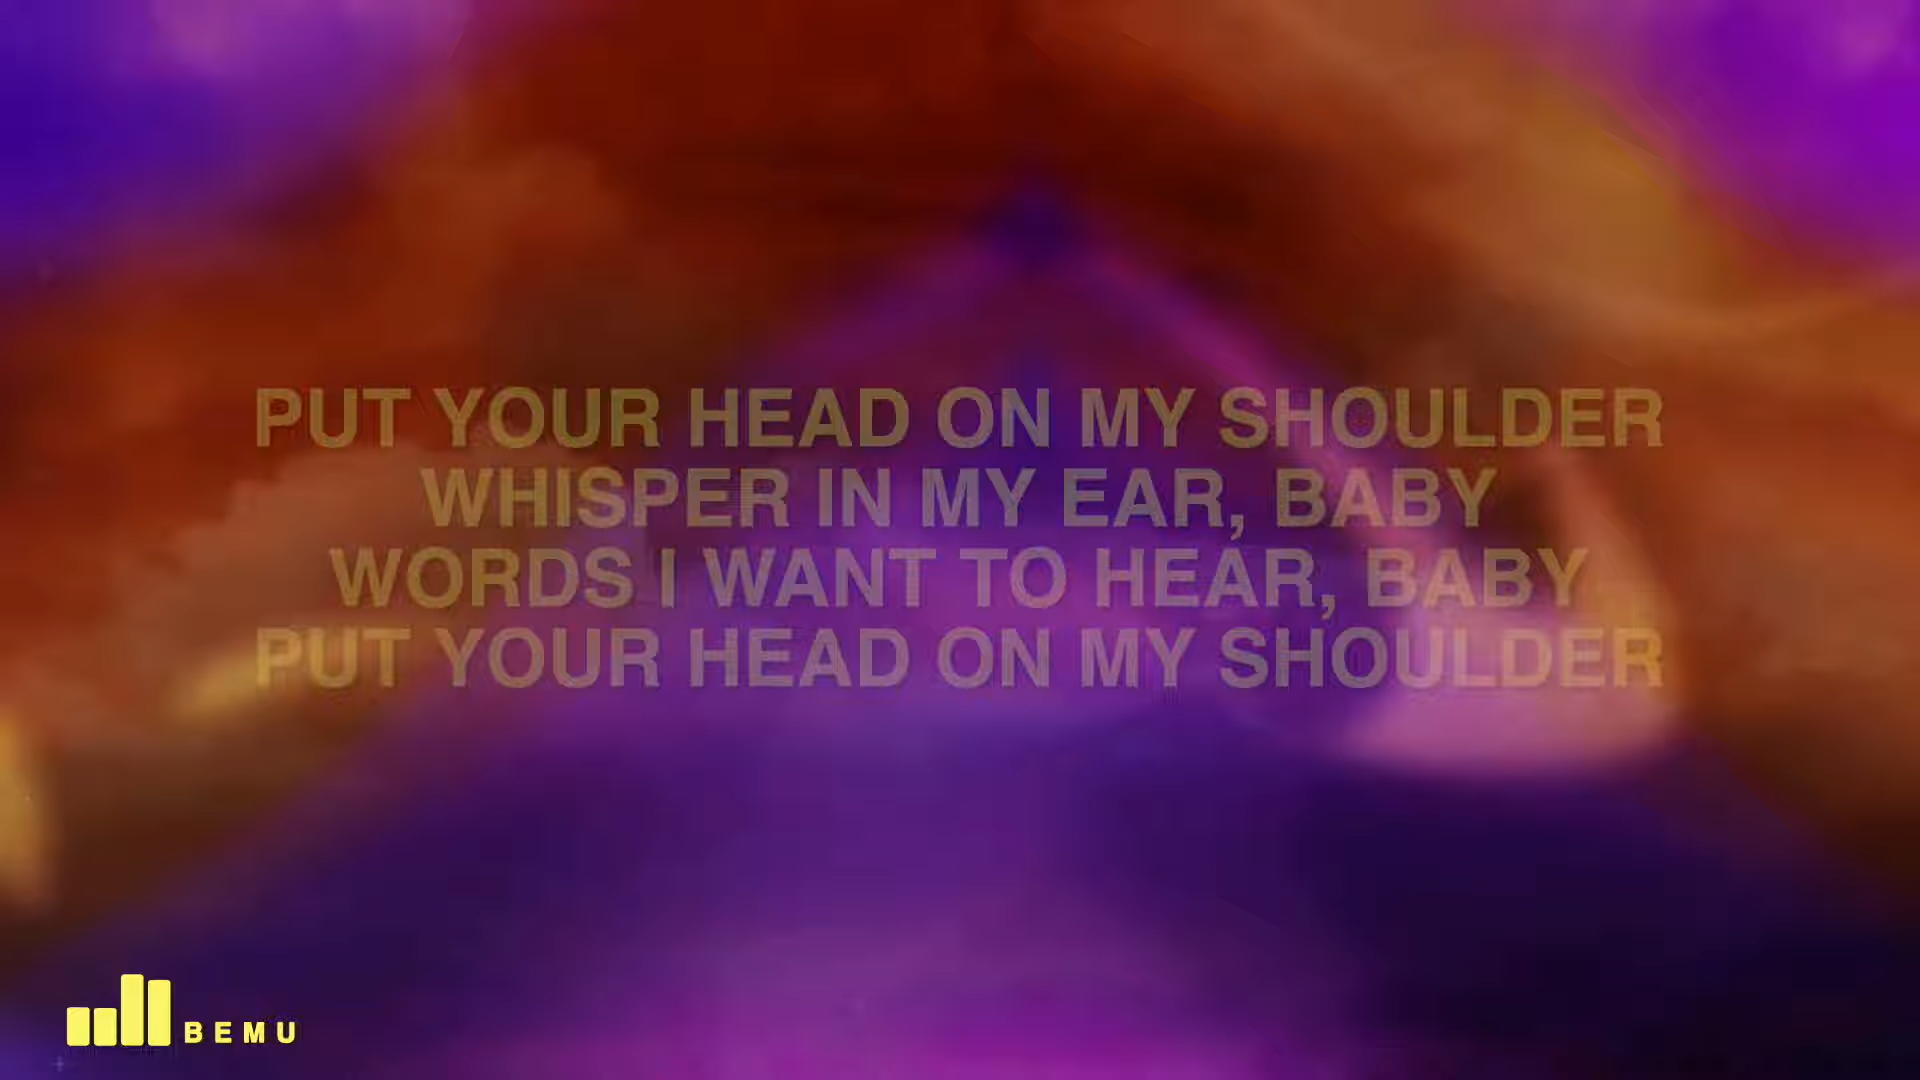 PUT YOUR HEAD ON MY SHOULDER
WHISPER IN MY EAR, BABY
WORDS I WANT TO HEAR, BABY
PUT YOUR HEAD ON MY SHOULDER
BEMU